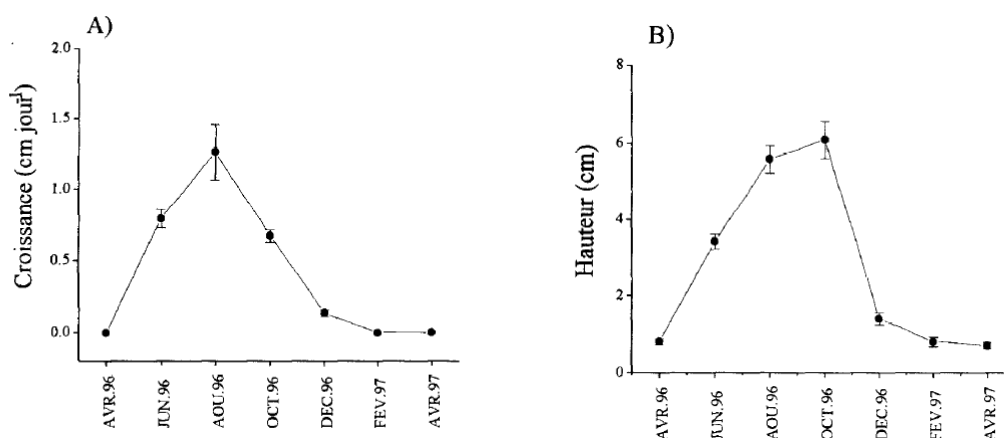 A)
Croissance (cm jour-1)
2.0
1.5
1.0
0.5
0.0
AVR.96
JUN.96
AOU.96
OCT.96
DEC.96
FEV.97
AVR.97
B)
Hauteur (cm)
8
6
4
2
0
AVR.96
JUN.96
AOU.96
OCT.96
DEC.96
FEV.97
AVR.97